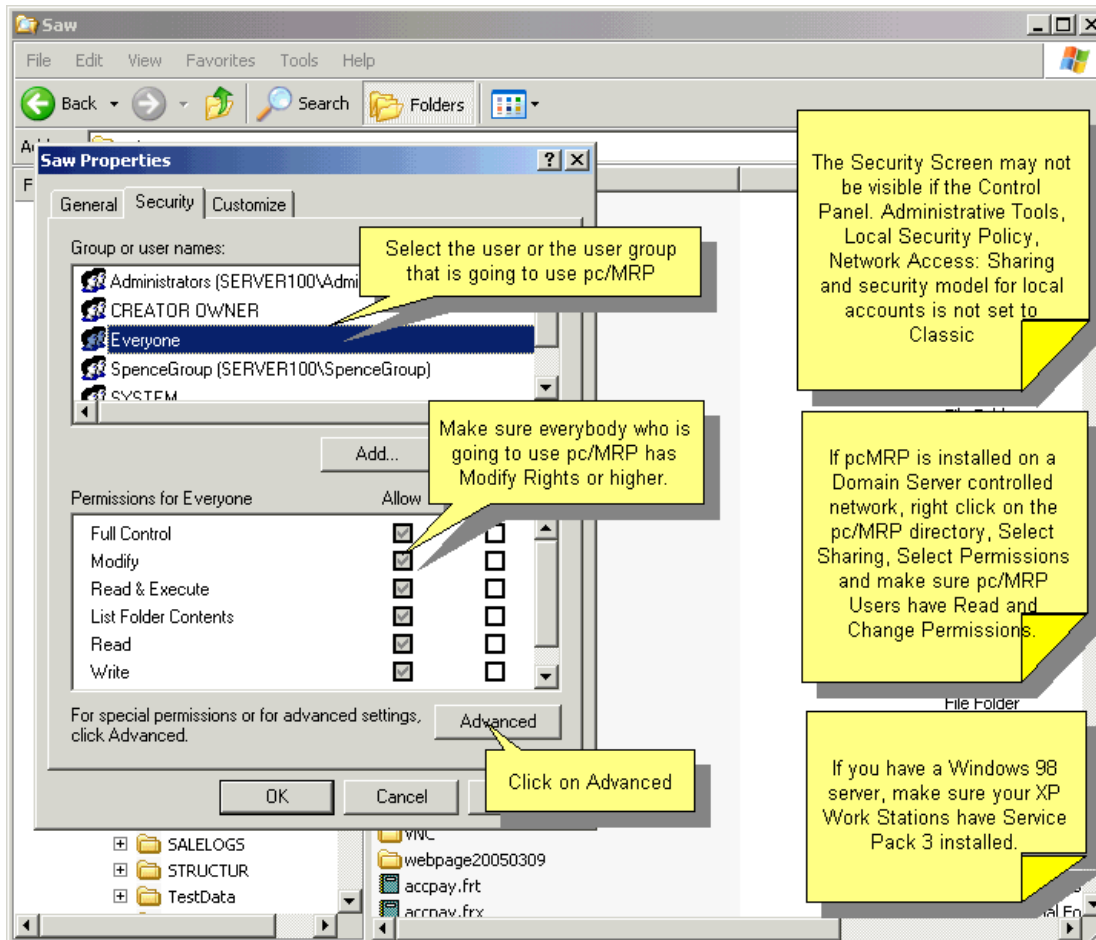 Saw
File Edit View Favorites Tools Help
Back Search Folders
Saw Properties
General Security Customize
Group or user names:
Administrators (SERVER100\Admi
CREATOR OWNER
Everyone
SpenceGroup (SERVER100\SpenceGroup)
SYSTEM
Select the user or the user group
that is going to use pc/MRP
Add...
Make sure everybody who is
going to use pc/MRP has
Modify Rights or higher.
Permissions for Everyone Allow
Full Control
Modify
Read & Execute
List Folder Contents
Read
Write
For special permissions or for advanced settings,
click Advanced.
Advanced
Click on Advanced
OK Cancel
SALELOGS
STRUCTUR
TestData
VNC
webpage20050309
accpay.frt
accpay.frx
The Security Screen may not
be visible if the Control
Panel. Administrative Tools,
Local Security Policy,
Network Access: Sharing
and security model for local
accounts is not set to
Classic
If pcMRP is installed on a
Domain Server controlled
network, right click on the
pc/MRP directory, Select
Sharing, Select Permissions
and make sure pc/MRP
Users have Read and
Change Permissions.
File Folder
If you have a Windows 98
server, make sure your XP
Work Stations have Service
Pack 3 installed.